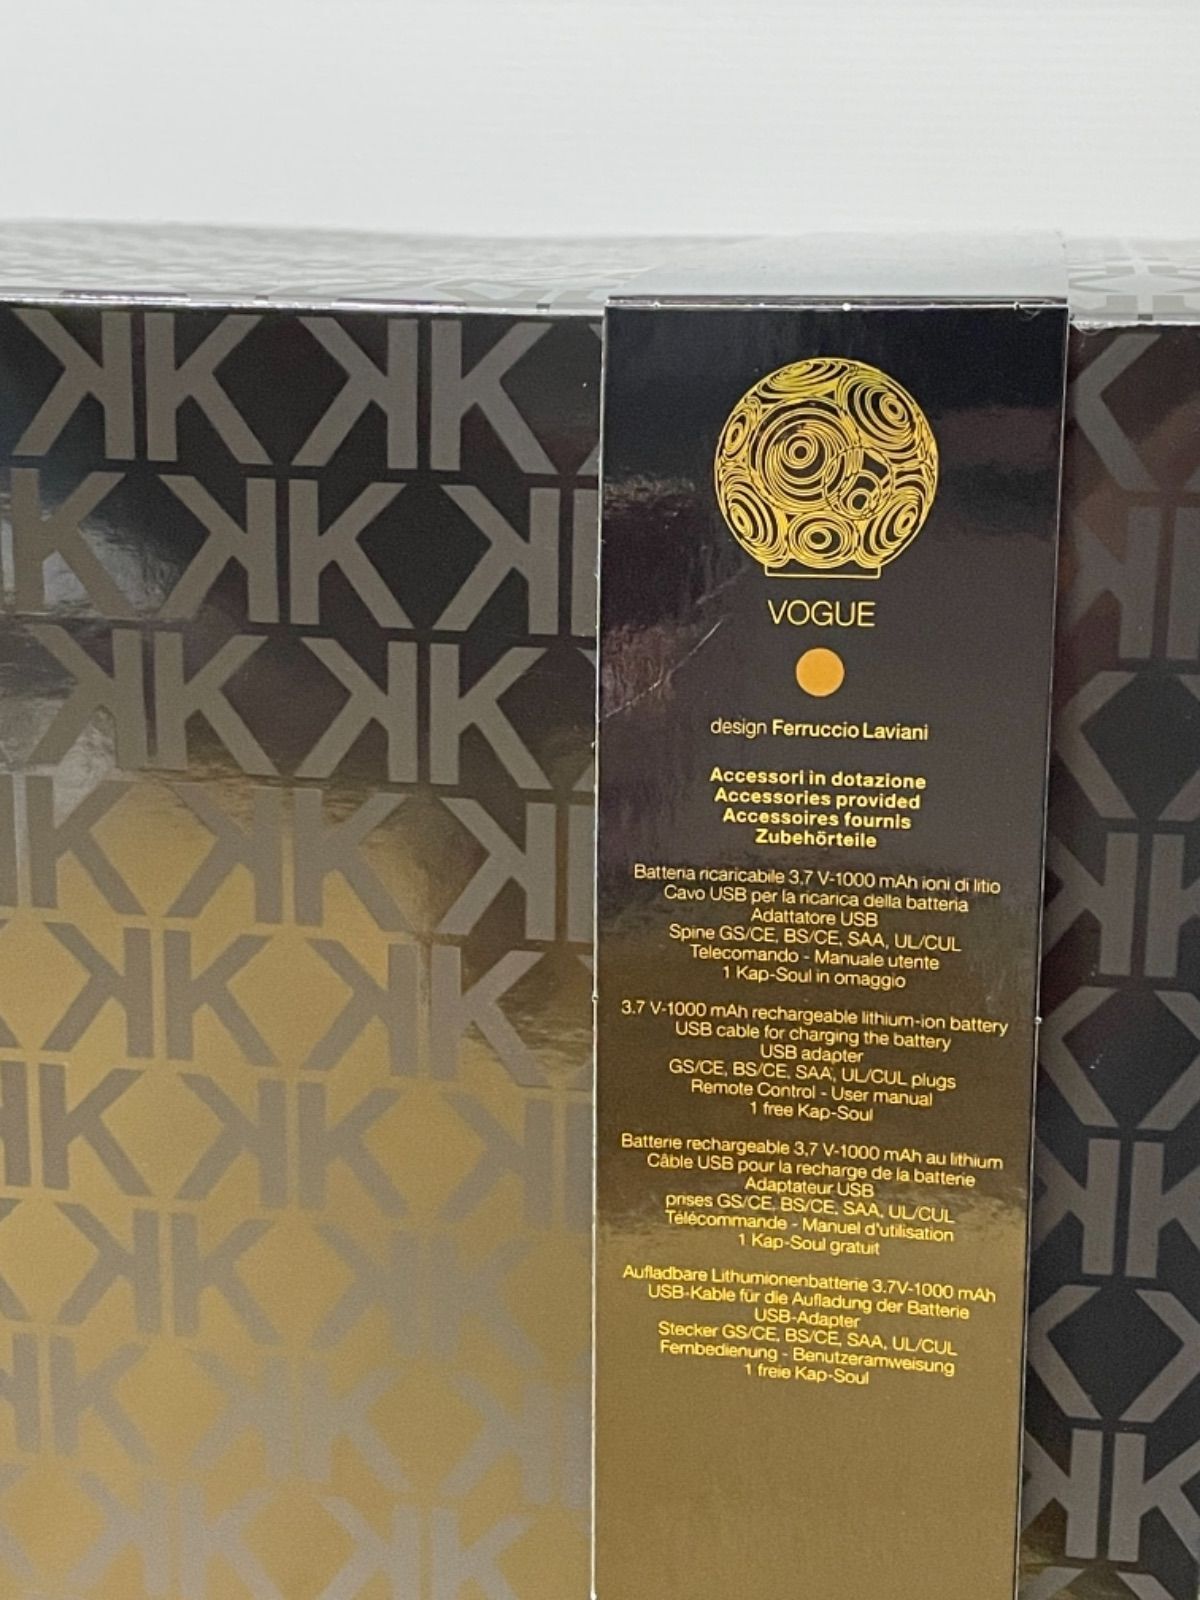 VOGUE
design Ferruccio Laviani
Accessori in dotazione
Accessories provided
Accessoires fournis
Zubehörteile
Batteria ricaricabile 3,7 V-1000 mAh ioni di litio
Cavo USB per la ricarica della batteria
Adattatore USB
Spine GS/CE, BS/CE, SAA, UL/CUL
Telecomando - Manuale utente
1 Kap-Soul in omaggio
3.7 V-1000 mAh rechargeable lithium-ion battery
USB cable for charging the battery
USB adapter
GS/CE, BS/CE, SAA, UL/CUL plugs
Remote Control - User manual
1 free Kap-Soul
Batterie rechargeable 3,7 V-1000 mAh au lithium
Câble USB pour la recharge de la batterie
Adaptateur USB
prises GS/CE, BS/CE, SAA, UL/CUL
Télécommande - Manuel d'utilisation
1 Kap-Soul gratuit
Aufladbare Lithumionenbatterie 3.7V-1000 mAh
USB-Kable für die Aufladung der Batterie
USB-Adapter
Stecker GS/CE, BS/CE, SAA, UL/CUL
Fernbedienung - Benutzeramweisung
1 freie Kap-Soul